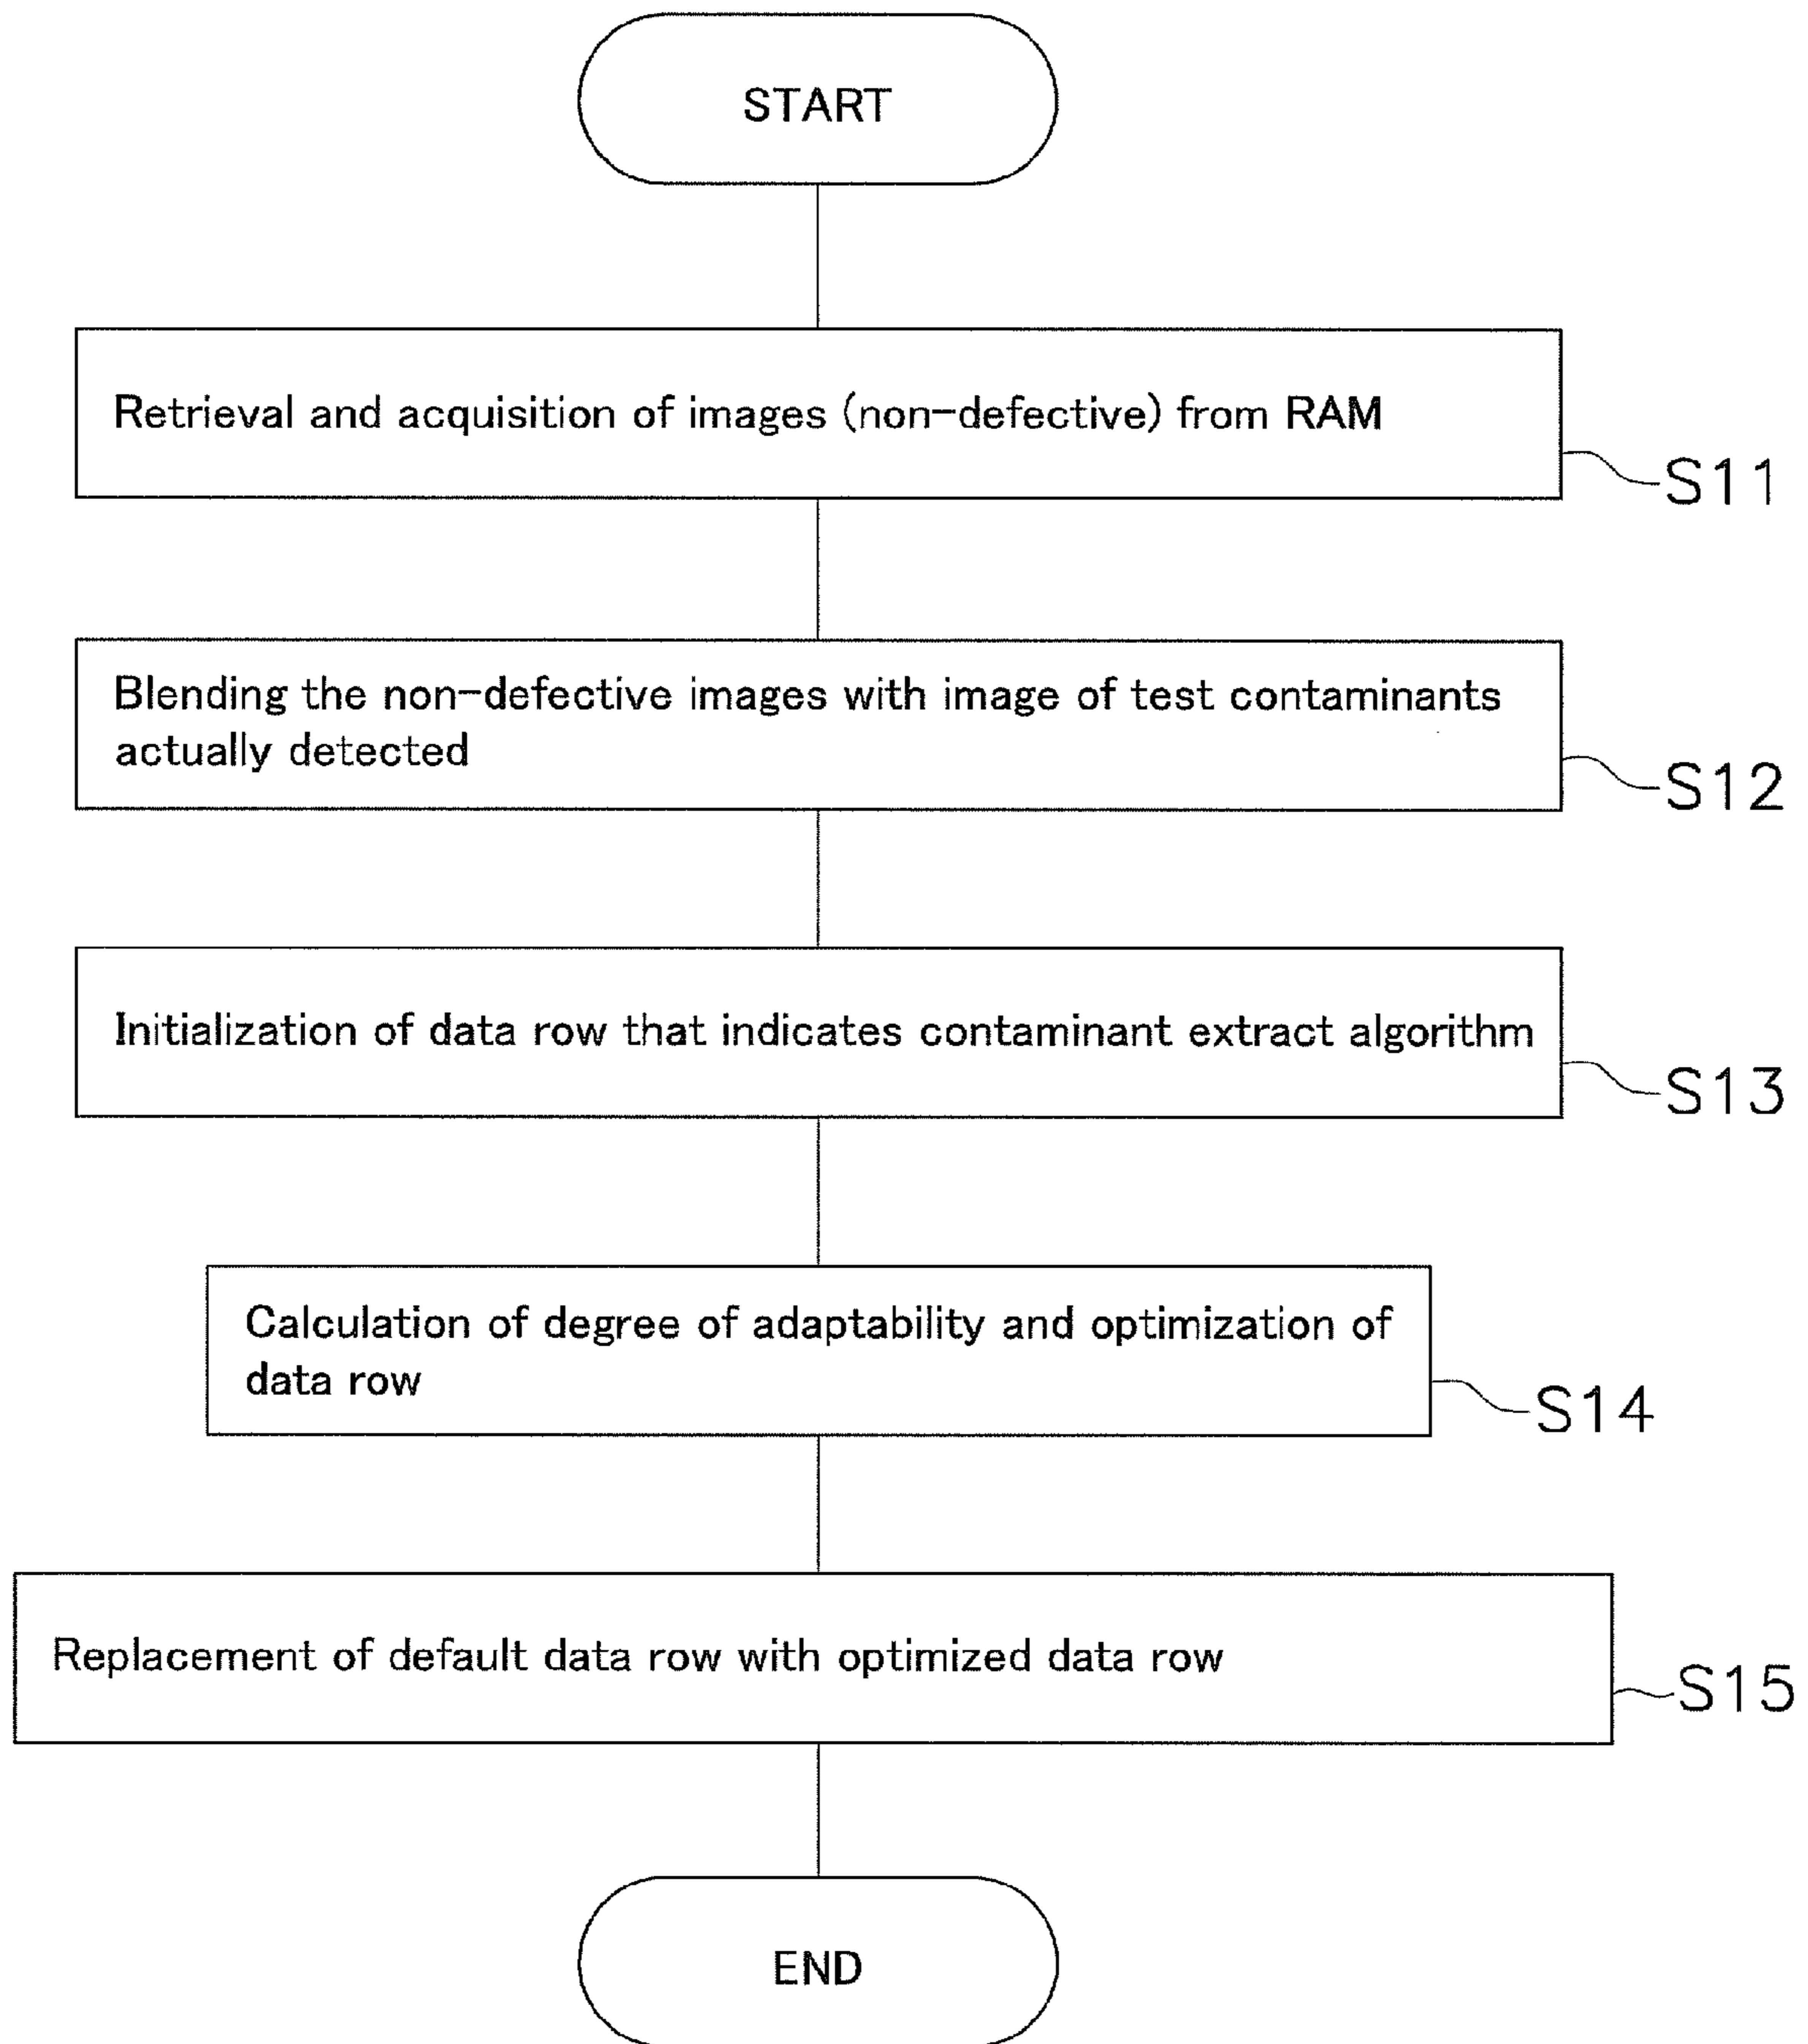 START
Retrieval and acquisition of images (non-defective) from RAM
S11
Blending the non-defective images with image of test contaminants
actually detected
S12
Initialization of data row that indicates contaminant extract algorithm
S13
Calculation of degree of adaptability and optimization of
data row
S14
Replacement of default data row with optimized data row
S15
END